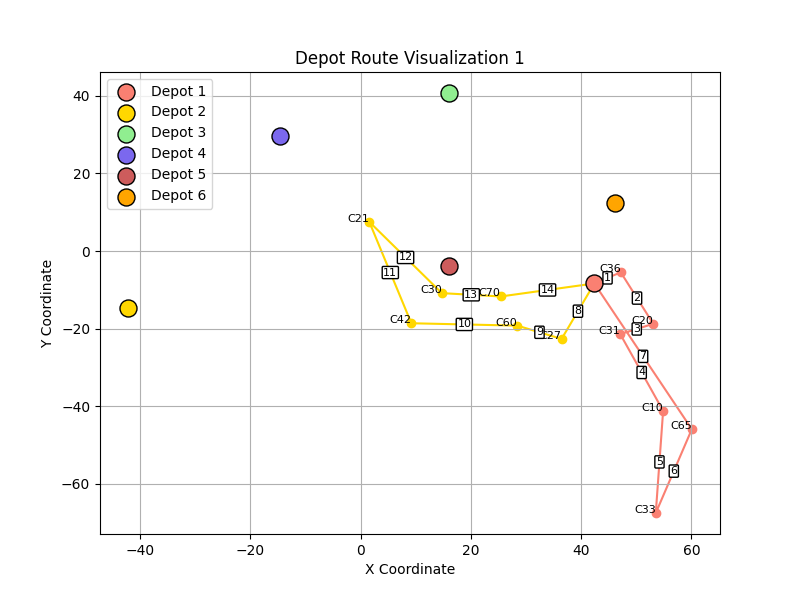 Depot Route Visualization 1
Depot 1
Depot 2
Depot 3
Depot 4
Depot 5
Depot 6
Y Coordinate
40
20
0
−20
−40
−60
C21
12
11
C30
13
C70
14
C42
10
C60
9
C27
8
C36
1
2
C20
3
C31
7
4
C10
C65
5
6
C33
−40
−20
0
20
40
60
X Coordinate